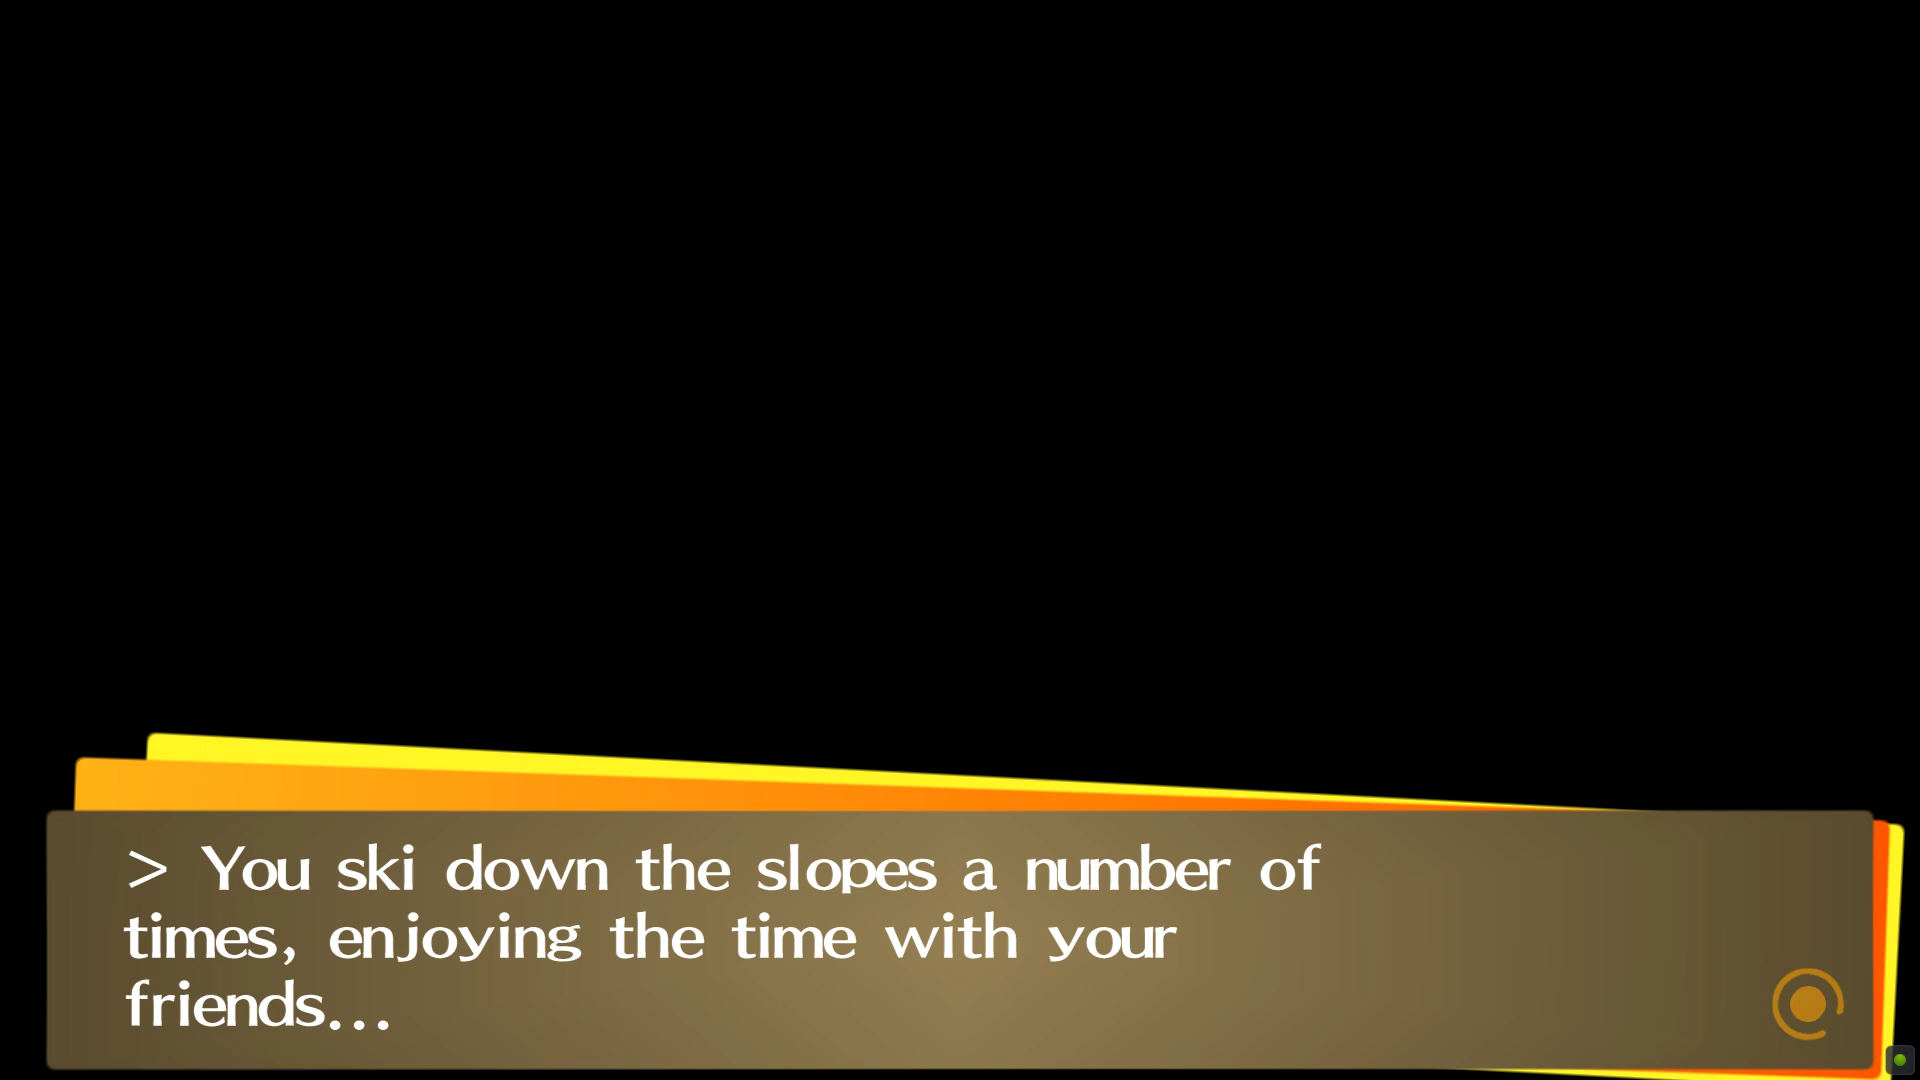 > You ski down the slopes a number of
times, enjoying the time with your
friends...